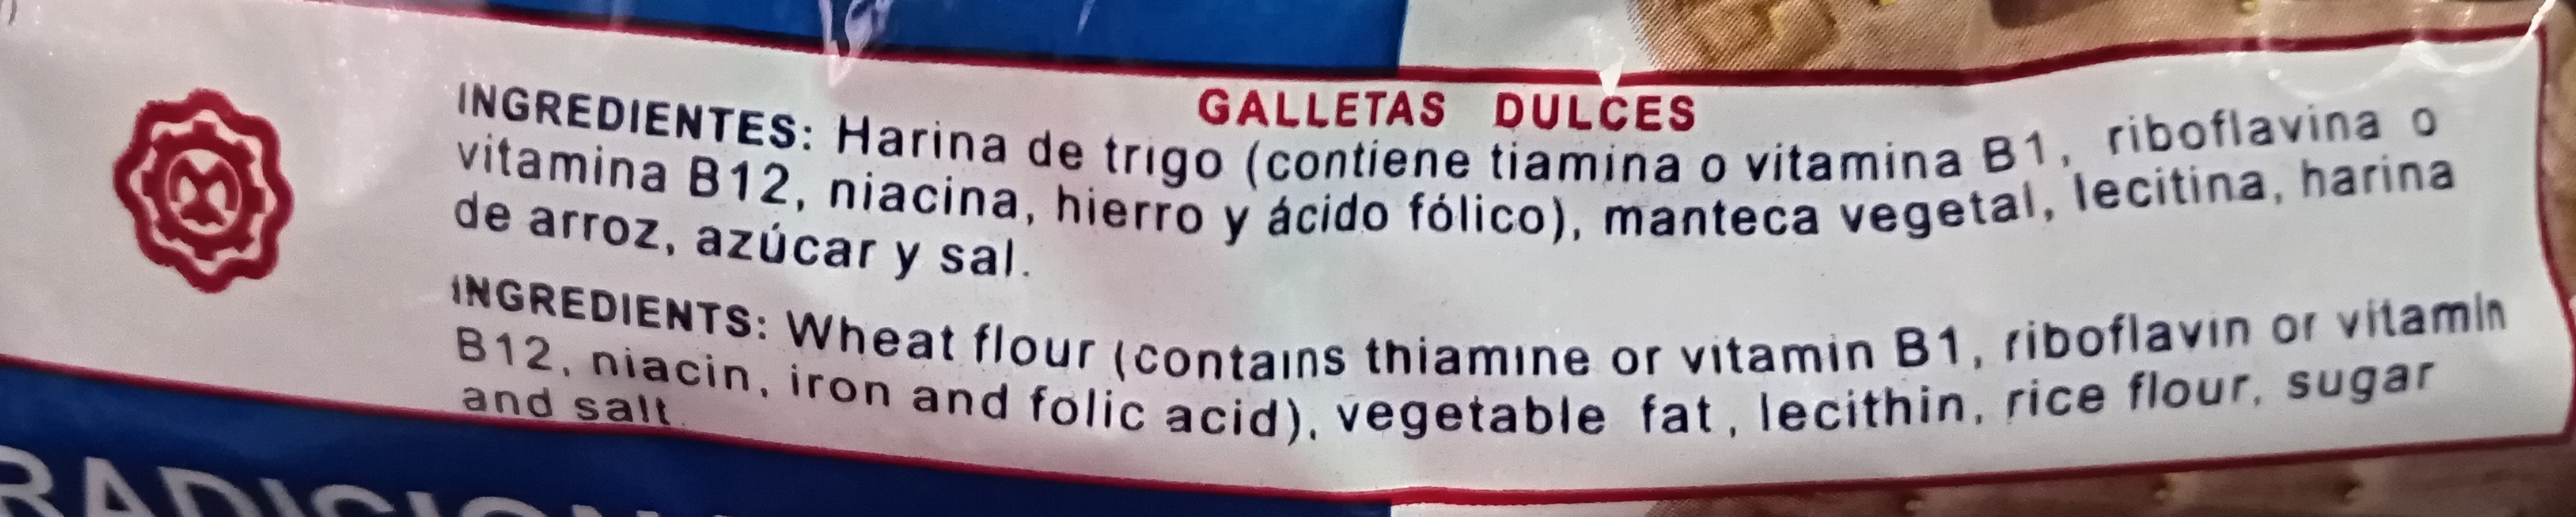 GALLETAS DULCES
INGREDIENTES: Harina de trigo (contiene tiamina o vitamina B1, riboflavina o
vitamina B12, niacina, hierro y ácido fólico), manteca vegetal, lecitina, harina
de arroz, azúcar y sal.
INGREDIENTS: Wheat flour (contains thiamine or vitamin B1, riboflavin or vitamin
B12, niacin, iron and folic acid), vegetable fat, lecithin, rice flour, sugar
and salt.